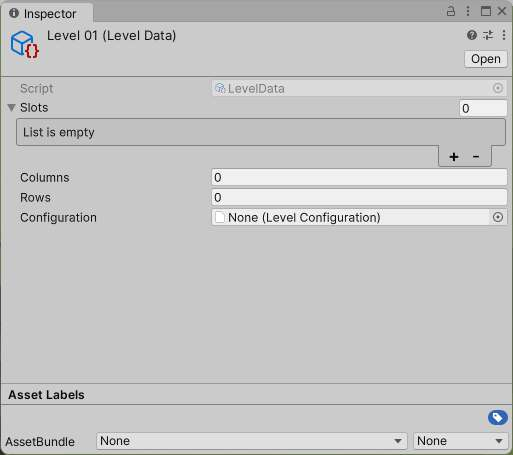 Inspector
Level 01 (Level Data)
Open
Script LevelData
Slots 0
List is empty
+ -
Columns 0
Rows 0
Configuration None (Level Configuration)
Asset Labels
AssetBundle None None